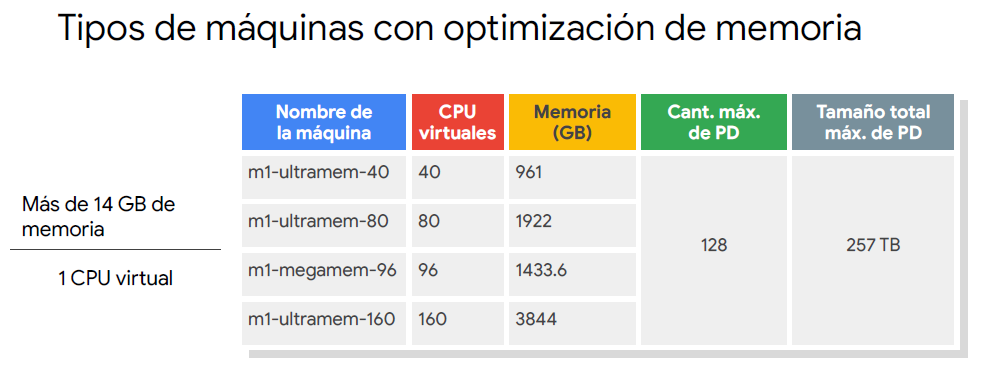 Tipos de máquinas con optimización de memoria
Más de 14 GB de
memoria
1 CPU virtual
Nombre de
la máquina
CPU
virtuales
Memoria
(GB)
Cant. máx.
de PD
Tamaño total
máx. de PD
m1-ultramem-40 40 961
m1-ultramem-80 80 1922
128 257 TB
m1-megamem-96 96 1433.6
m1-ultramem-160 160 3844